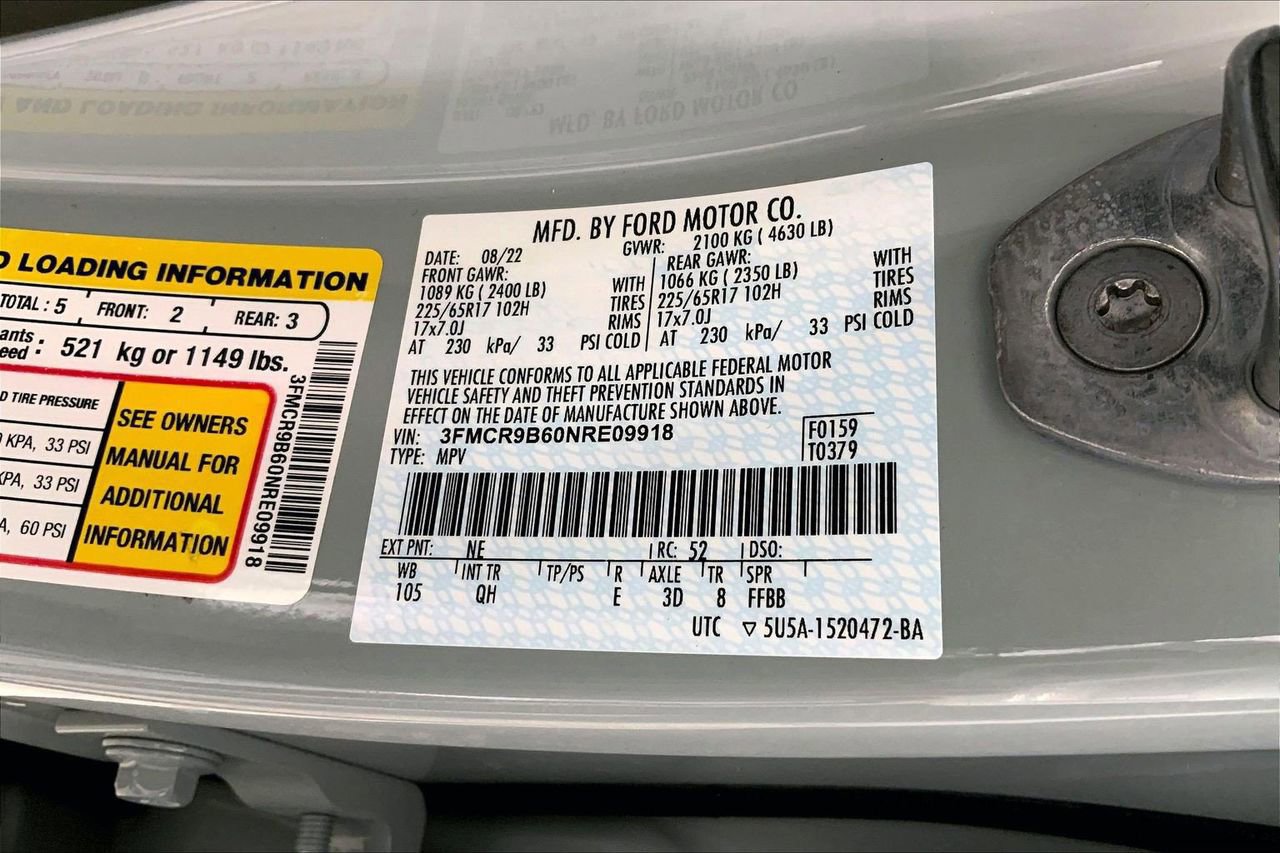 D LOADING INFORMATION
TOTAL: 5 FRONT: 2 REAR: 3
ants
eed : 521 kg or 1149 lbs.
D TIRE PRESSURE
KPA, 33 PSI
KPA, 33 PSI
A, 60 PSI
SEE OWNERS
MANUAL FOR
ADDITIONAL
INFORMATION
3FMCR9B60NRE09918
MFD. BY FORD MOTOR CO.
DATE: 08/22 GVWR: 2100 KG ( 4630 LB)
FRONT GAWR:
1089 KG ( 2400 LB) WITH
225/65R17 102H TIRES
17x7.0J RIMS
AT 230 kPa/ 33 PSI COLD
REAR GAWR: WITH
1066 KG ( 2350 LB) TIRES
225/65R17 102H RIMS
17x7.0J
AT 230 kPa/ 33 PSI COLD
THIS VEHICLE CONFORMS TO ALL APPLICABLE FEDERAL MOTOR
VEHICLE SAFETY AND THEFT PREVENTION STANDARDS IN
EFFECT ON THE DATE OF MANUFACTURE SHOWN ABOVE.
VIN: 3FMCR9B60NRE09918 F0159
TYPE: MPV T0379
EXT PNT: NE RC: 52 DSO:
WB INT TR TP/PS R AXLE TR SPR
105 QH E 3D 8 FFBB
UTC ▽ 5U5A-1520472-BA